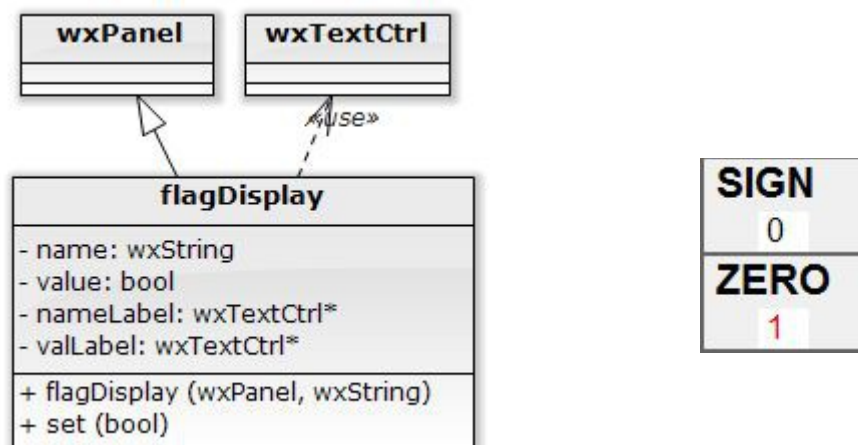 wxPanel
wxTextCtrl
«use»
flagDisplay
- name: wxString
- value: bool
- nameLabel: wxTextCtrl*
- valLabel: wxTextCtrl*
+ flagDisplay (wxPanel, wxString)
+ set (bool)
SIGN
0
ZERO
1